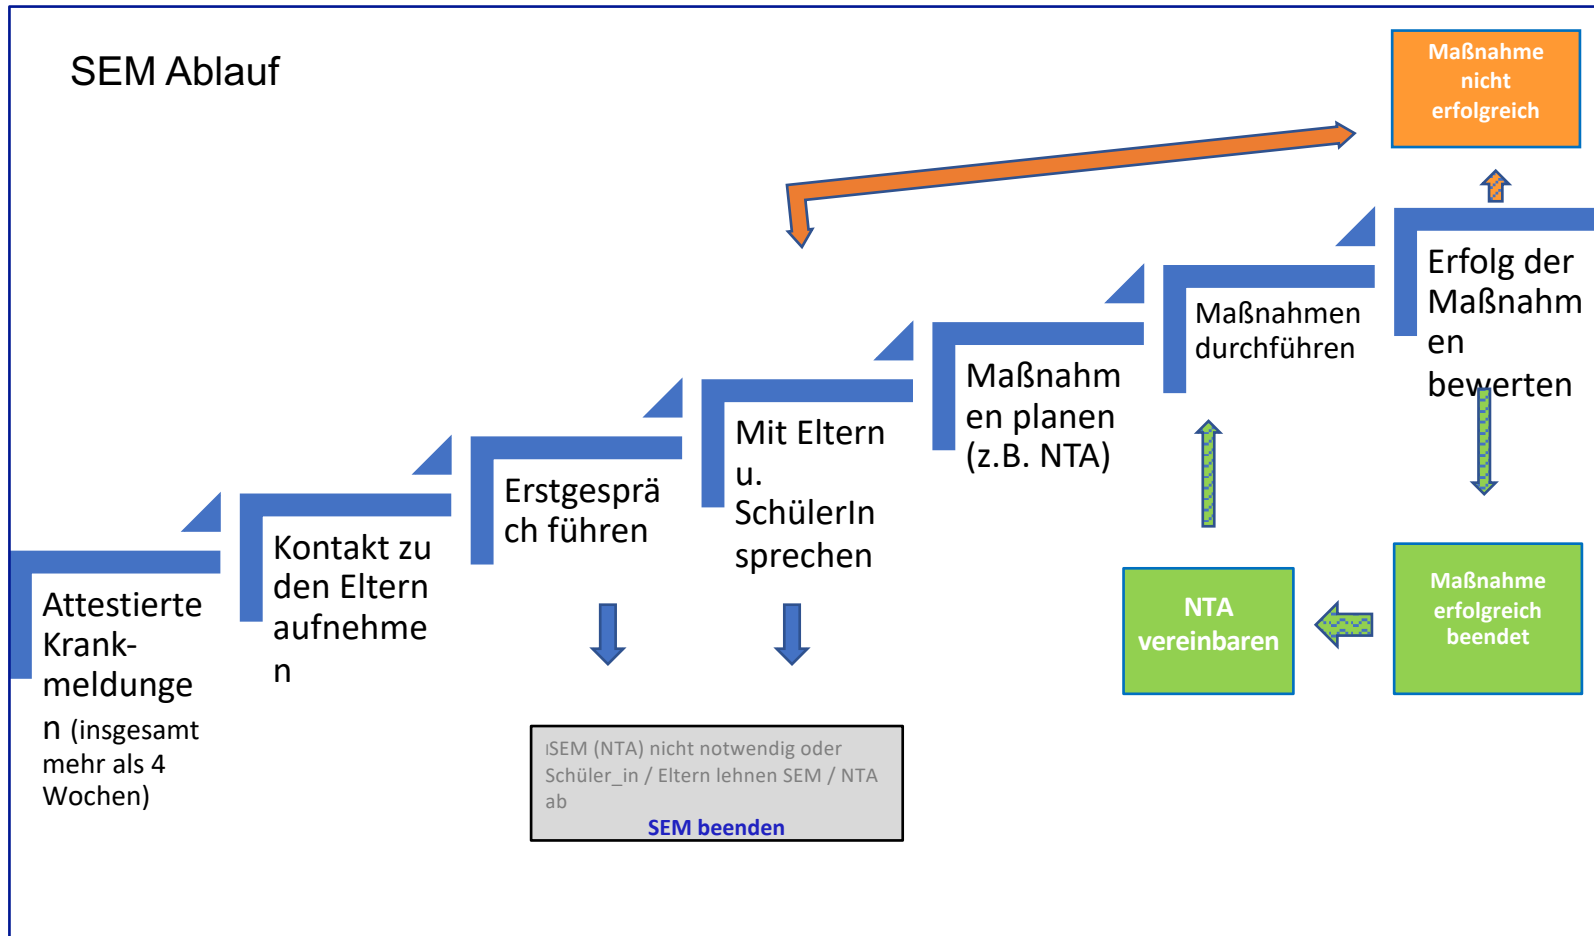 SEM Ablauf
Maßnahme
nicht
erfolgreich
Erfolg der
Maßnahm
en
bewerten
Maßnahmen
durchführen
Maßnahm
en planen
(z.B. NTA)
Mit Eltern
u.
SchülerIn
sprechen
Erstgesprä
ch führen
Kontakt zu
den Eltern
aufnehme
n
Attestierte
Krank-
meldunge
n (insgesamt
mehr als 4
Wochen)
NTA
vereinbaren
Maßnahme
erfolgreich
beendet
SEM (NTA) nicht notwendig oder
Schüler_in / Eltern lehnen SEM / NTA
ab
SEM beenden